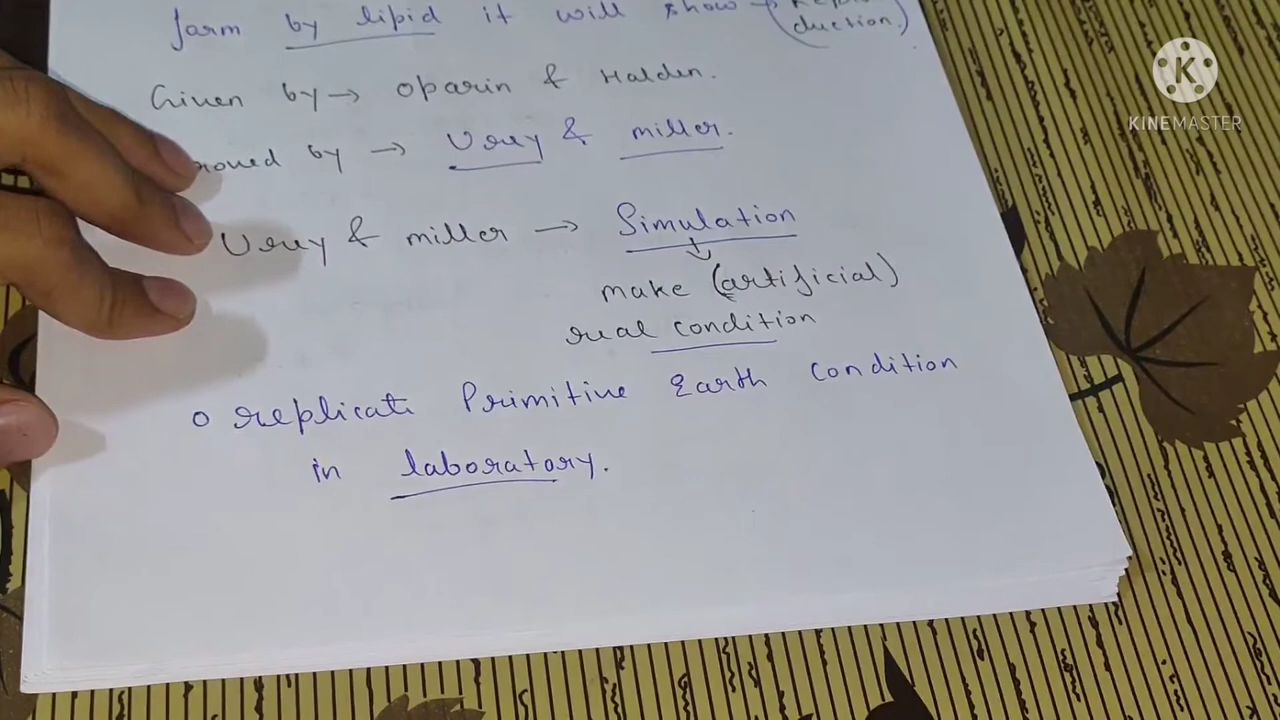 form by lipid it will show →
duction.)
Given by → Oparin & Halden.
by → Urey & miller.
Urey & miller → Simulation
make (artificial)
real condition
o replicate Primitive Earth condition
in laboratory.
K
KINEMASTER